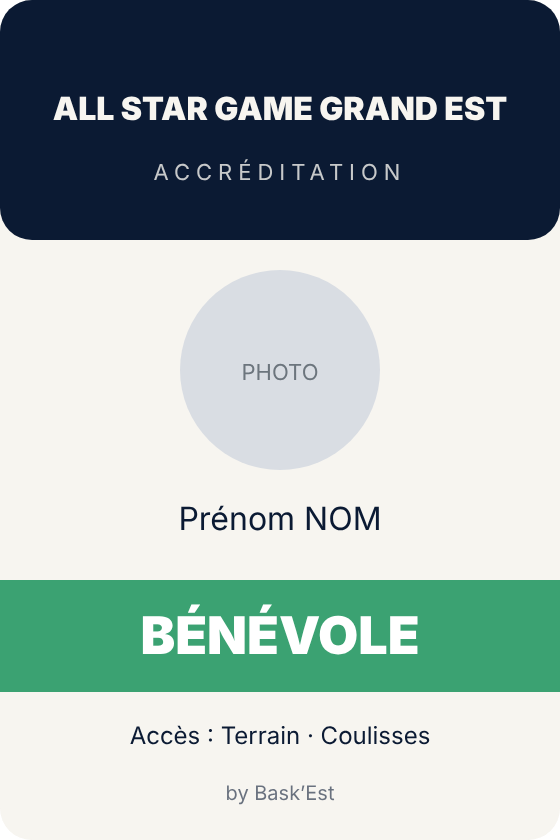 ALL STAR GAME GRAND EST
ACCRÉDITATION
PHOTO
Prénom NOM
BÉNÉVOLE
Accès : Terrain · Coulisses
by Bask’Est